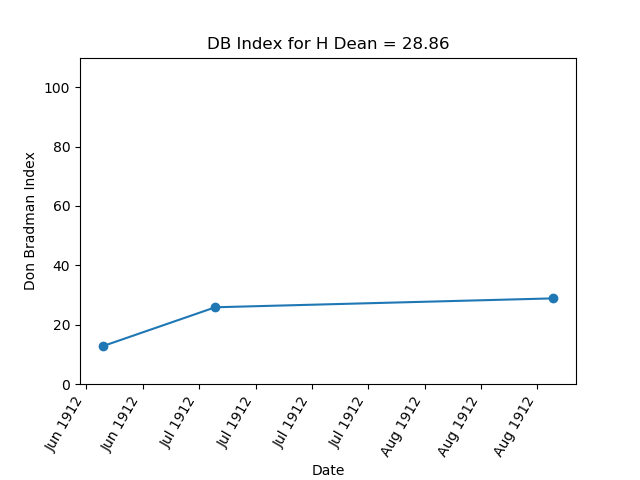 DB Index for H Dean = 28.86
100
80
60
40
20
0
Don Bradman Index
Jun 1912
Jun 1912
Jul 1912
Jul 1912
Jul 1912
Jul 1912
Aug 1912
Aug 1912
Aug 1912
Date